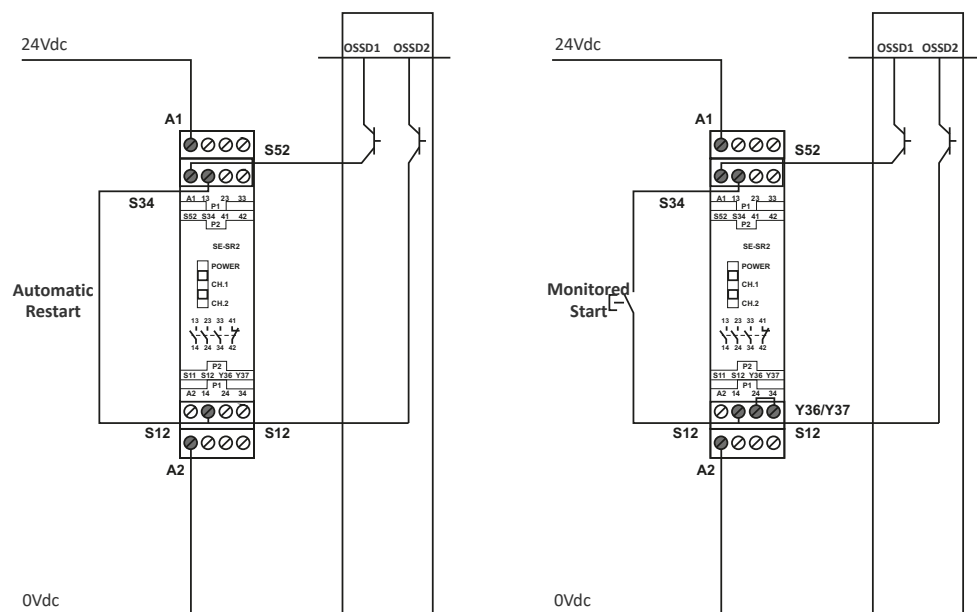 24Vdc
OSSD1 OSSD2
A1
S52
S34
A1 13 23 33
P1
S52 S34 41 42
P2
SE-SR2
POWER
CH.1
CH.2
Automatic
Restart
13 23 33 41
14 24 34 42
P2
S11 S12 Y36 Y37
P1
A2 14 24 34
S12 S12
A2
0Vdc
24Vdc
OSSD1 OSSD2
A1
S52
S34
A1 13 23 33
P1
S52 S34 41 42
P2
SE-SR2
POWER
CH.1
CH.2
Monitored
Start
13 23 33 41
14 24 34 42
P2
S11 S12 Y36 Y37
P1
A2 14 24 34
Y36/Y37
S12 S12
A2
0Vdc